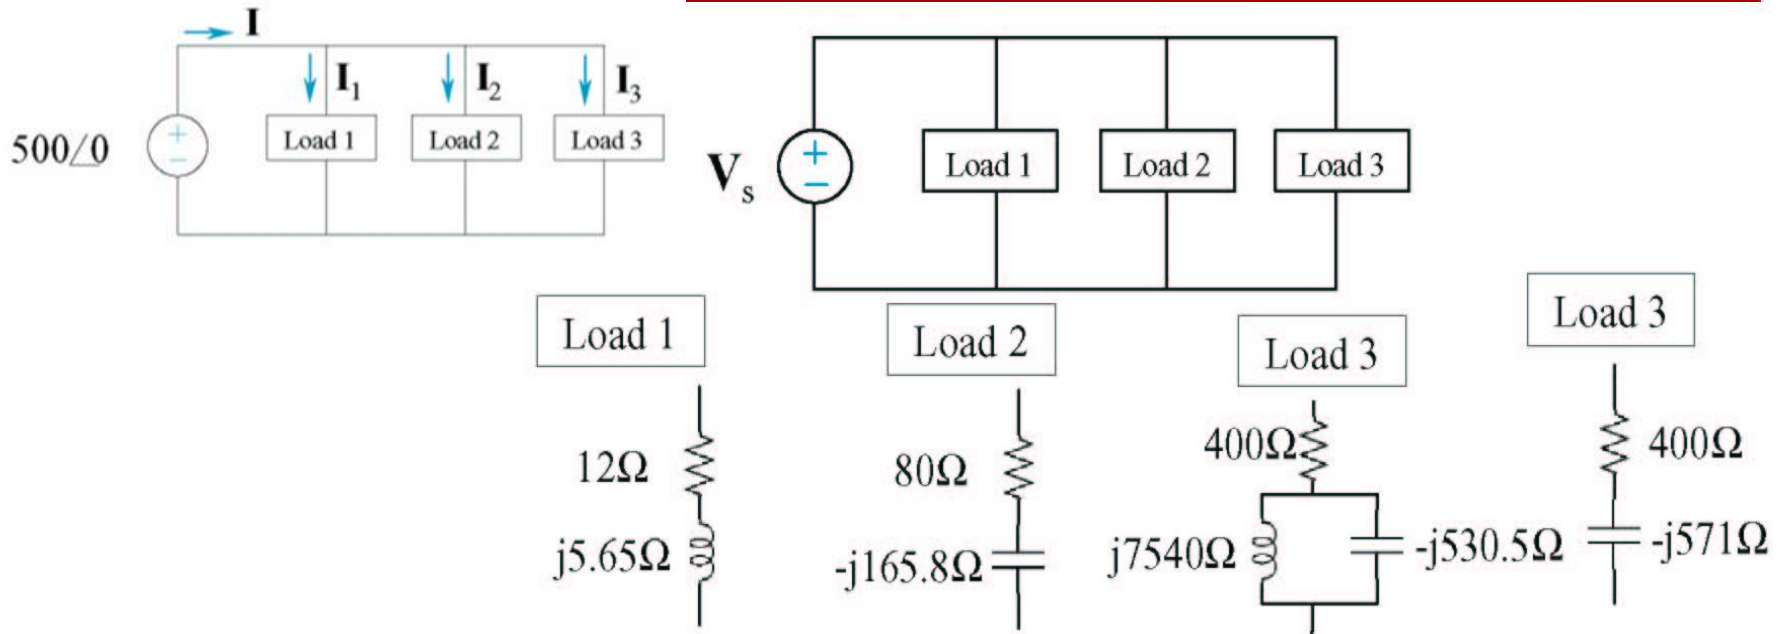 I
I₁
I₂
I₃
500/0
+
−
Load 1
Load 2
Load 3
Vₛ
+
−
Load 1
Load 2
Load 3
Load 1
12Ω
j5.65Ω
Load 2
80Ω
-j165.8Ω
Load 3
400Ω
j7540Ω
-j530.5Ω
Load 3
400Ω
-j571Ω